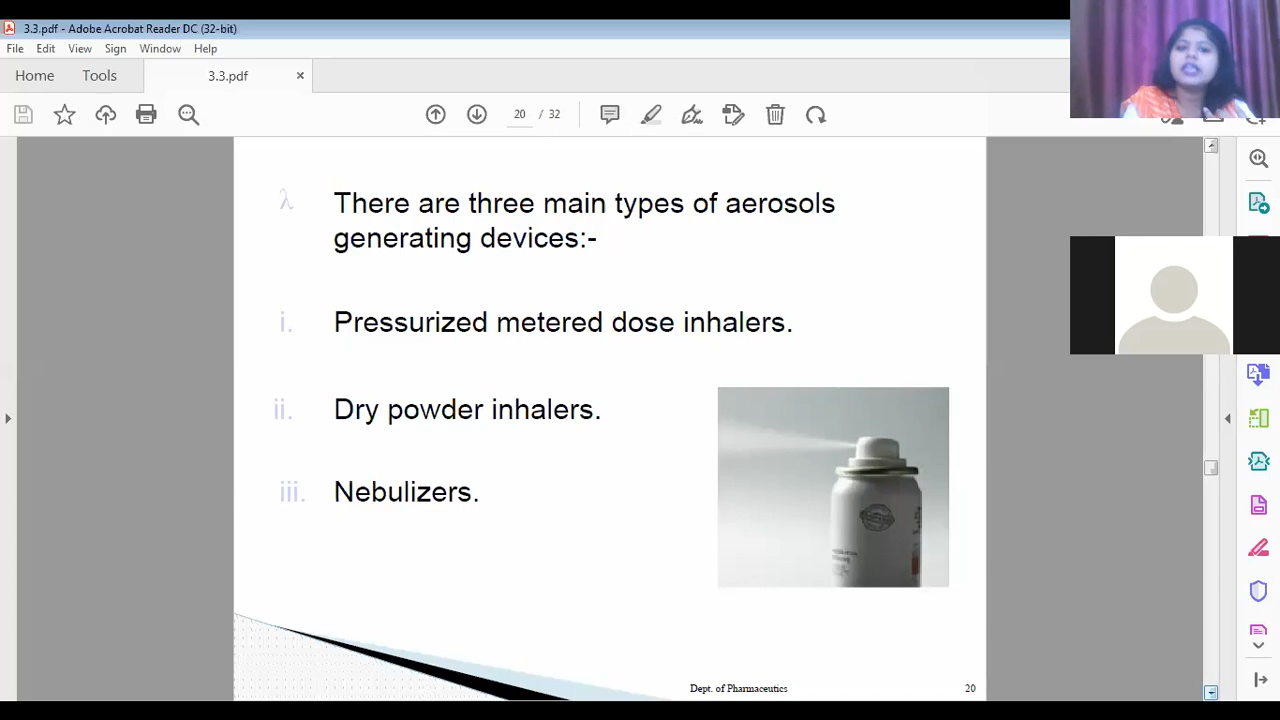 3.3.pdf - Adobe Acrobat Reader DC (32-bit)
File Edit View Sign Window Help
Home Tools 3.3.pdf
20 / 32
λ There are three main types of aerosols
generating devices:-
i. Pressurized metered dose inhalers.
ii. Dry powder inhalers.
iii. Nebulizers.
Dept. of Pharmaceutics 20